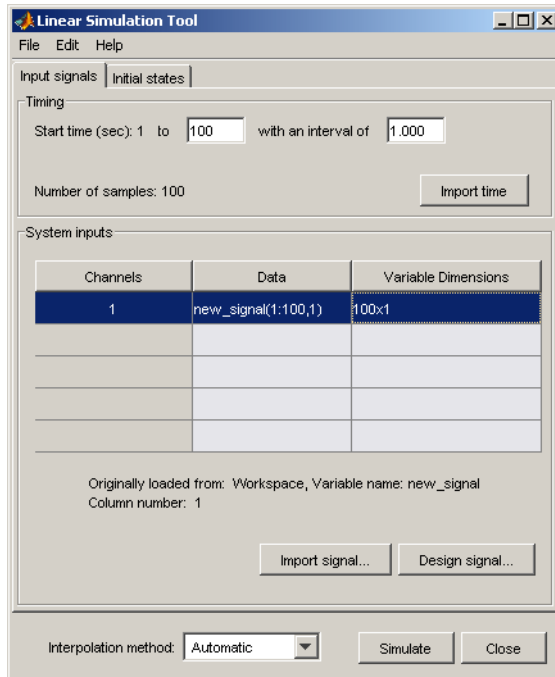 Linear Simulation Tool
File Edit Help
Input signals Initial states
Timing
Start time (sec): 1 to 100 with an interval of 1.000
Number of samples: 100 Import time
System inputs
Channels Data Variable Dimensions
1 new_signal(1:100,1) 100x1
Originally loaded from: Workspace, Variable name: new_signal
Column number: 1
Import signal... Design signal...
Interpolation method: Automatic Simulate Close